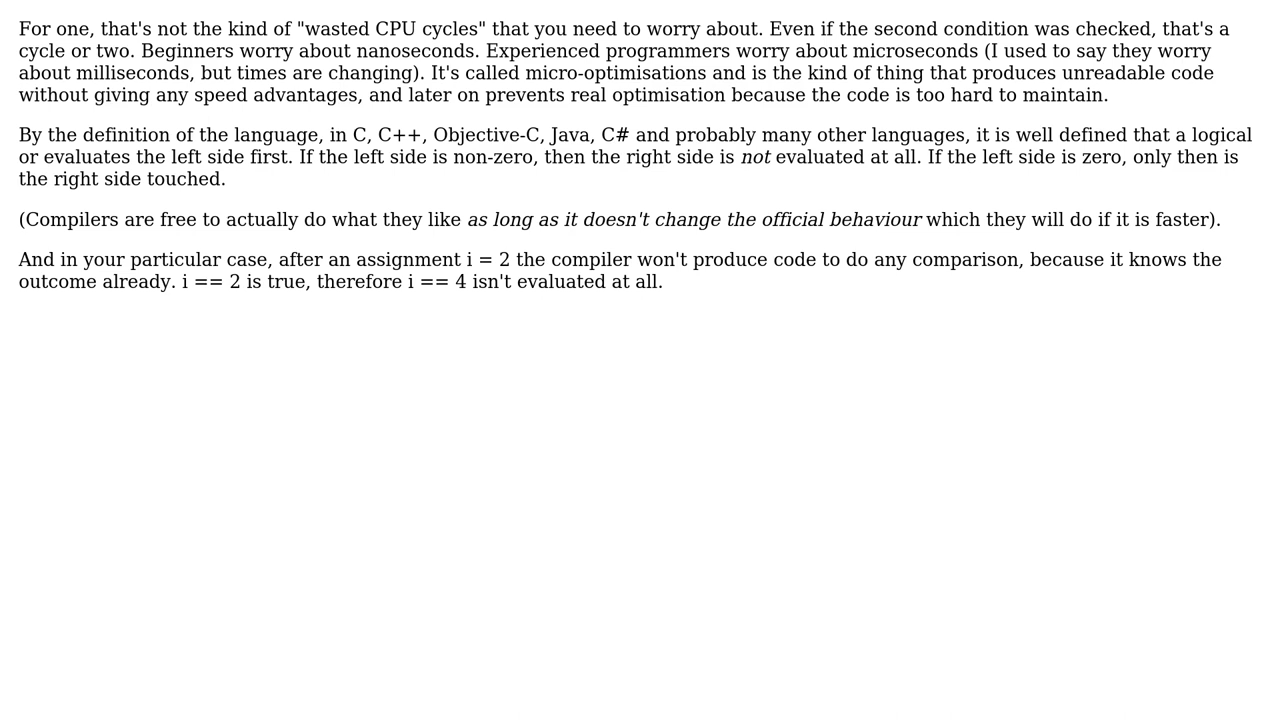 For one, that's not the kind of "wasted CPU cycles" that you need to worry about. Even if the second condition was checked, that's a
cycle or two. Beginners worry about nanoseconds. Experienced programmers worry about microseconds (I used to say they worry
about milliseconds, but times are changing). It's called micro-optimisations and is the kind of thing that produces unreadable code
without giving any speed advantages, and later on prevents real optimisation because the code is too hard to maintain.
By the definition of the language, in C, C++, Objective-C, Java, C# and probably many other languages, it is well defined that a logical
or evaluates the left side first. If the left side is non-zero, then the right side is not evaluated at all. If the left side is zero, only then is
the right side touched.
(Compilers are free to actually do what they like as long as it doesn't change the official behaviour which they will do if it is faster).
And in your particular case, after an assignment i = 2 the compiler won't produce code to do any comparison, because it knows the
outcome already. i == 2 is true, therefore i == 4 isn't evaluated at all.